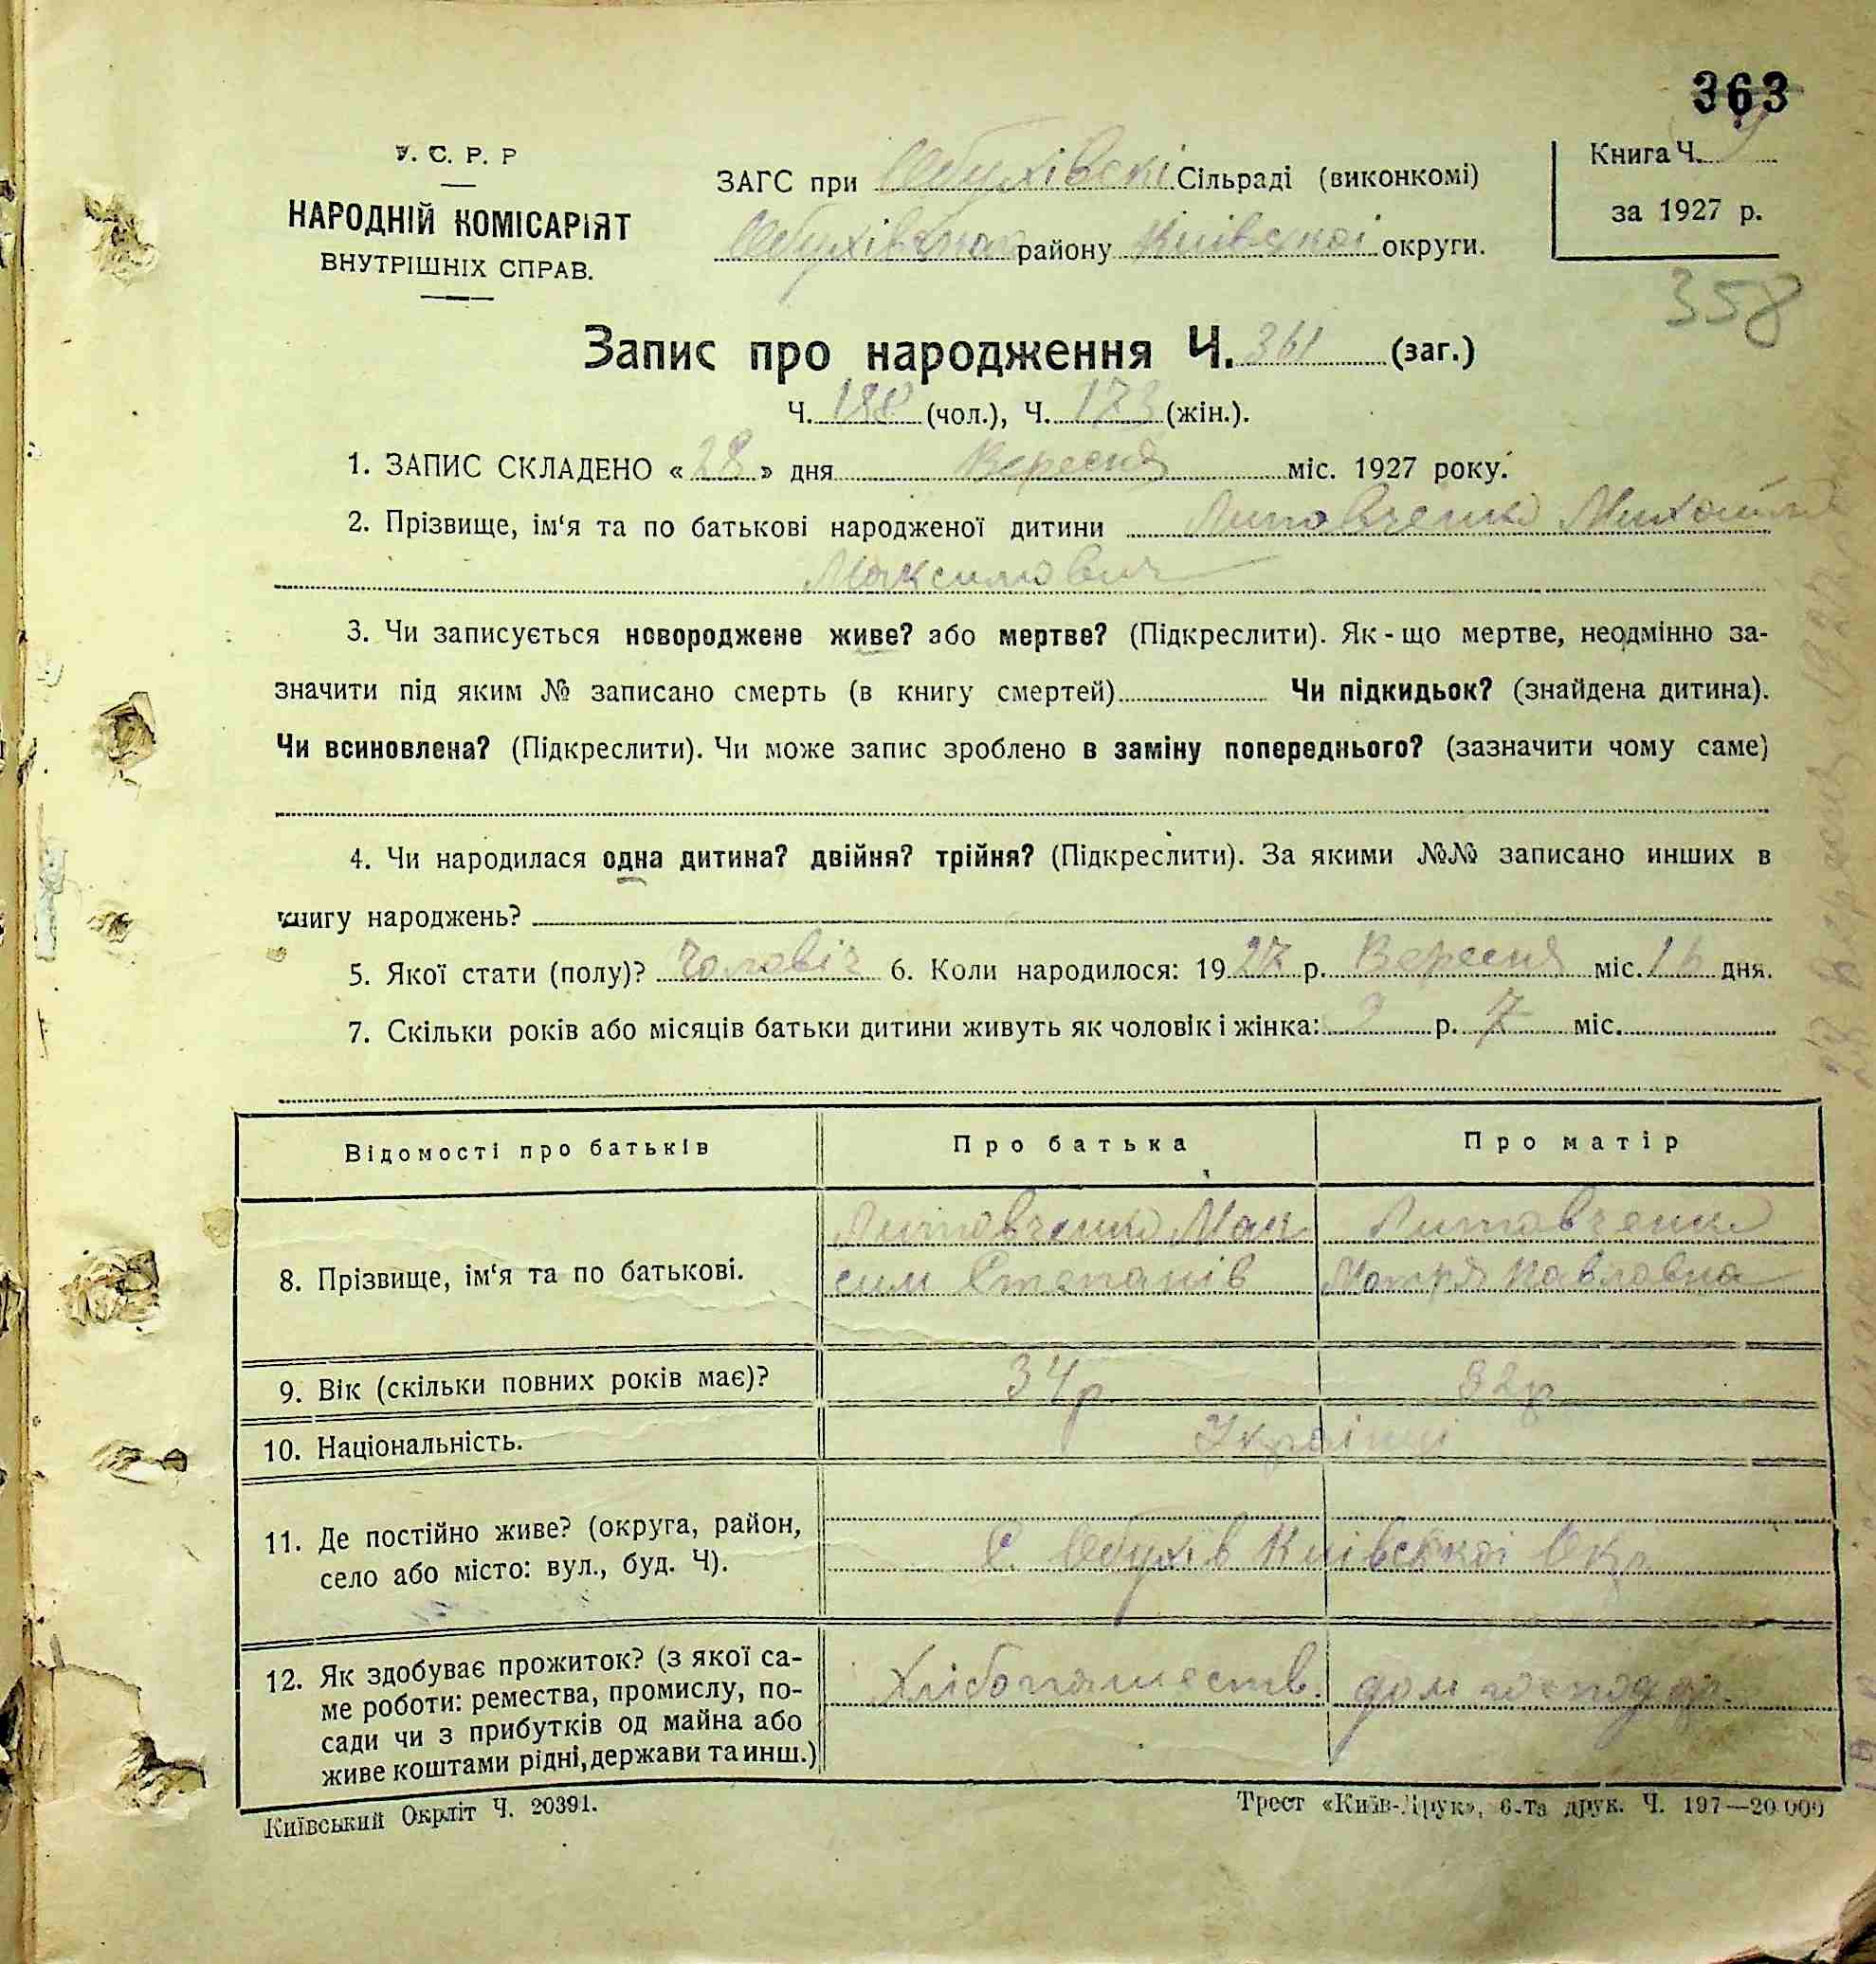 363
У. С. Р. Р
НАРОДНІЙ КОМІСАРІЯТ
ВНУТРІШНІХ СПРАВ.
ЗАГС при Обухівскі Сільраді (виконкомі)
району Київскої округи.
Книга Ч.
за 1927 р.
358
Запис про народження Ч. 361 (заг.)
Ч. 188 (чол.), Ч. 173 (жін.).
1. ЗАПИС СКЛАДЕНО «28» дня Вересня міс. 1927 року.
2. Прізвище, ім‘я та по батькові народженої дитини Литовченко Михайло
Максимович
3. Чи записується новороджене живе? або мертве? (Підкреслити). Як-що мертве, неодмінно за-
значити під яким № записано смерть (в книгу смертей) Чи підкидьок? (знайдена дитина).
Чи всиновлена? (Підкреслити). Чи може запис зроблено в заміну попереднього? (зазначити чому саме)
4. Чи народилася одна дитина? двійня? трійня? (Підкреслити). За якими №№ записано инших в
книгу народжень?
5. Якої стати (полу)? Чоловіч 6. Коли народилося: 1927 р. Вересня міс. 16 дня.
7. Скільки років або місяців батьки дитини живуть як чоловік і жінка: р. 7 міс.
Відомості про батьків Про батька Про матір
8. Прізвище, ім‘я та по батькові. Литовченко Мак Литовченко
сим Степанів Мотря Павловна
9. Вік (скільки повних років має)? 34 р 32 р
10. Національність. Українці
11. Де постійно живе? (округа, район,
село або місто: вул., буд. Ч). С. Обухів Київскої Окр
12. Як здобуває прожиток? (з якої са-
ме роботи: ремества, промислу, по-
сади чи з прибутків од майна або
живе коштами рідні, держави та инш.) Хлібопашеств. дом господар.
Київський Окрліт Ч. 20391.
Трест «Київ-Друк», 6-та друк. Ч. 197—20.000